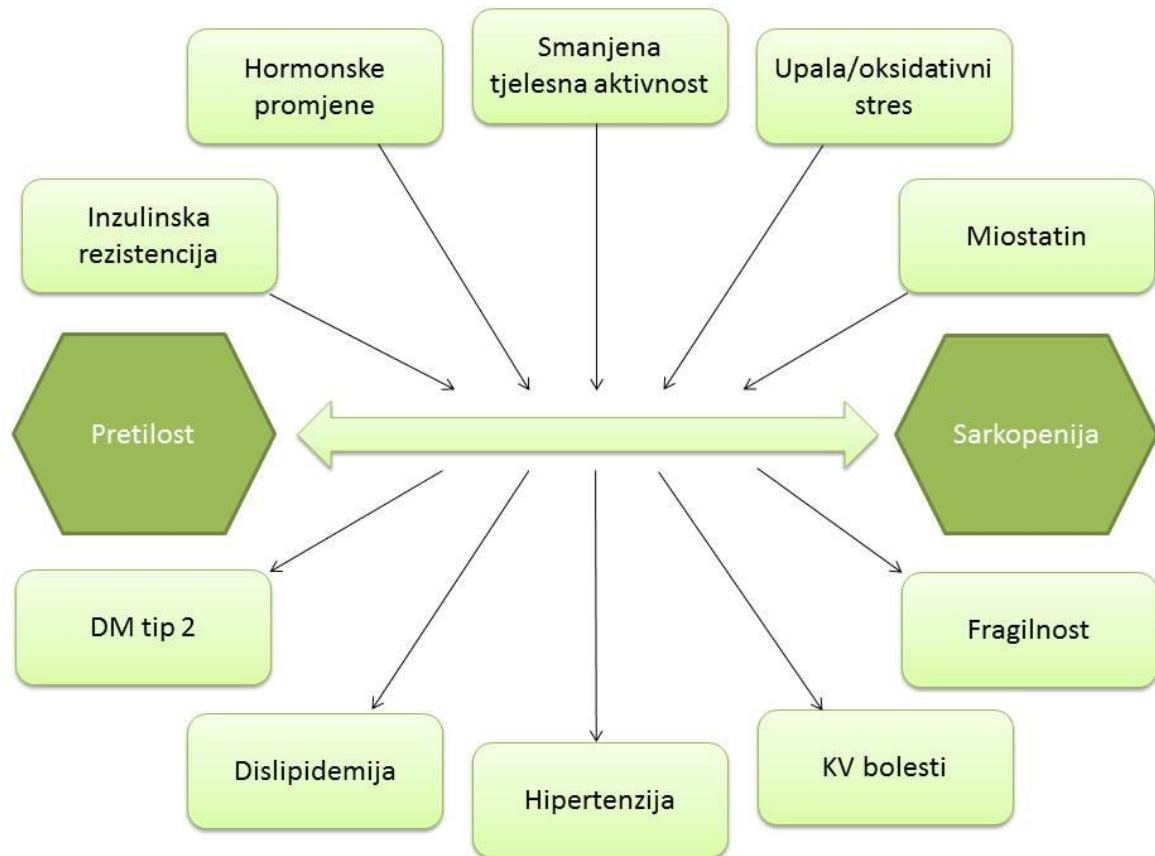 Hormonske
promjene
Smanjena
tjelesna aktivnost
Upala/oksidativni
stres
Inzulinska
rezistencija
Miostatin
Pretilost
Sarkopenija
DM tip 2
Fragilnost
Dislipidemija
Hipertenzija
KV bolesti